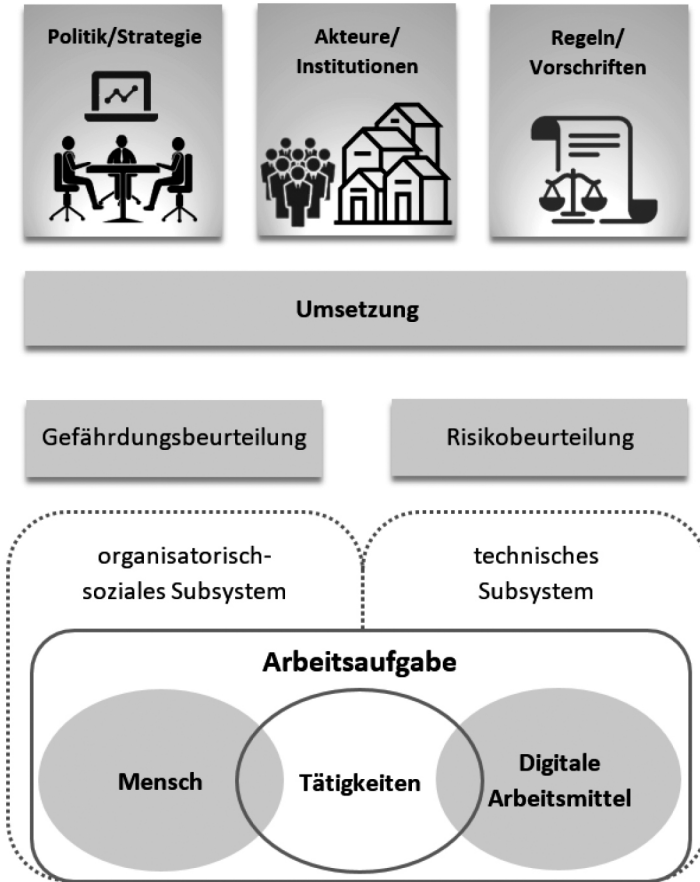 Politik/Strategie
Akteure/
Institutionen
Regeln/
Vorschriften
Umsetzung
Gefährdungsbeurteilung
Risikobeurteilung
organisatorisch-
soziales Subsystem
technisches
Subsystem
Arbeitsaufgabe
Mensch
Tätigkeiten
Digitale
Arbeitsmittel